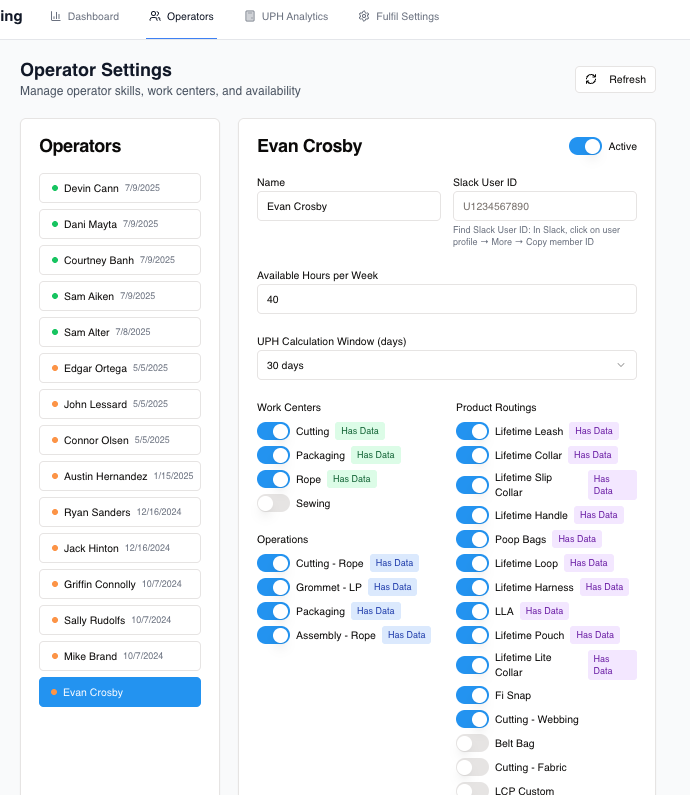 ing Dashboard Operators UPH Analytics Fulfil Settings
Operator Settings
Manage operator skills, work centers, and availability
Refresh
Operators
Devin Cann 7/9/2025
Dani Mayta 7/9/2025
Courtney Banh 7/9/2025
Sam Aiken 7/9/2025
Sam Alter 7/8/2025
Edgar Ortega 5/5/2025
John Lessard 5/5/2025
Connor Olsen 5/5/2025
Austin Hernandez 1/15/2025
Ryan Sanders 12/16/2024
Jack Hinton 12/16/2024
Griffin Connolly 10/7/2024
Sally Rudolfs 10/7/2024
Mike Brand 10/7/2024
Evan Crosby
Evan Crosby
Active
Name
Evan Crosby
Slack User ID
U1234567890
Find Slack User ID: In Slack, click on user
profile → More → Copy member ID
Available Hours per Week
40
UPH Calculation Window (days)
30 days
Work Centers
Cutting Has Data
Packaging Has Data
Rope Has Data
Sewing
Operations
Cutting - Rope Has Data
Grommet - LP Has Data
Packaging Has Data
Assembly - Rope Has Data
Product Routings
Lifetime Leash Has Data
Lifetime Collar Has Data
Lifetime Slip
Collar
Has
Data
Lifetime Handle Has Data
Poop Bags Has Data
Lifetime Loop Has Data
Lifetime Harness Has Data
LLA Has Data
Lifetime Pouch Has Data
Lifetime Lite
Collar
Has
Data
Fi Snap
Cutting - Webbing
Belt Bag
Cutting - Fabric
LCP Custom